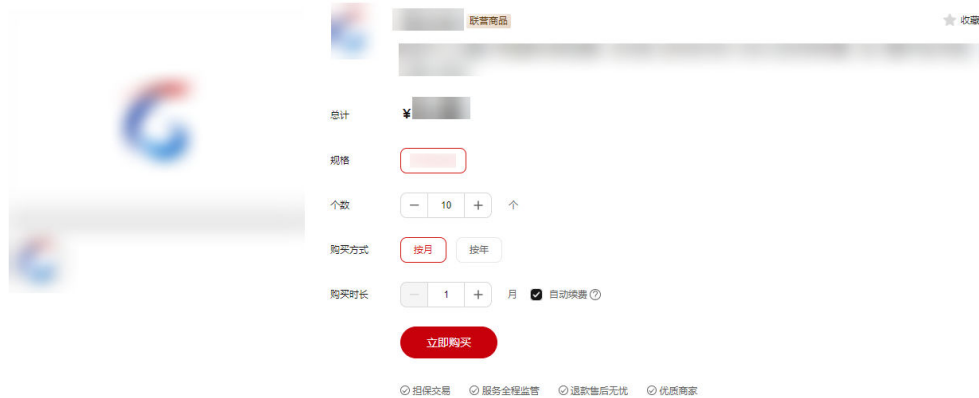 联营商品
收藏
总计 ¥
规格
个数 － 10 ＋ 个
购买方式 按月 按年
购买时长 － 1 ＋ 月 自动续费
立即购买
担保交易 服务全程监管 退款售后无忧 优质商家